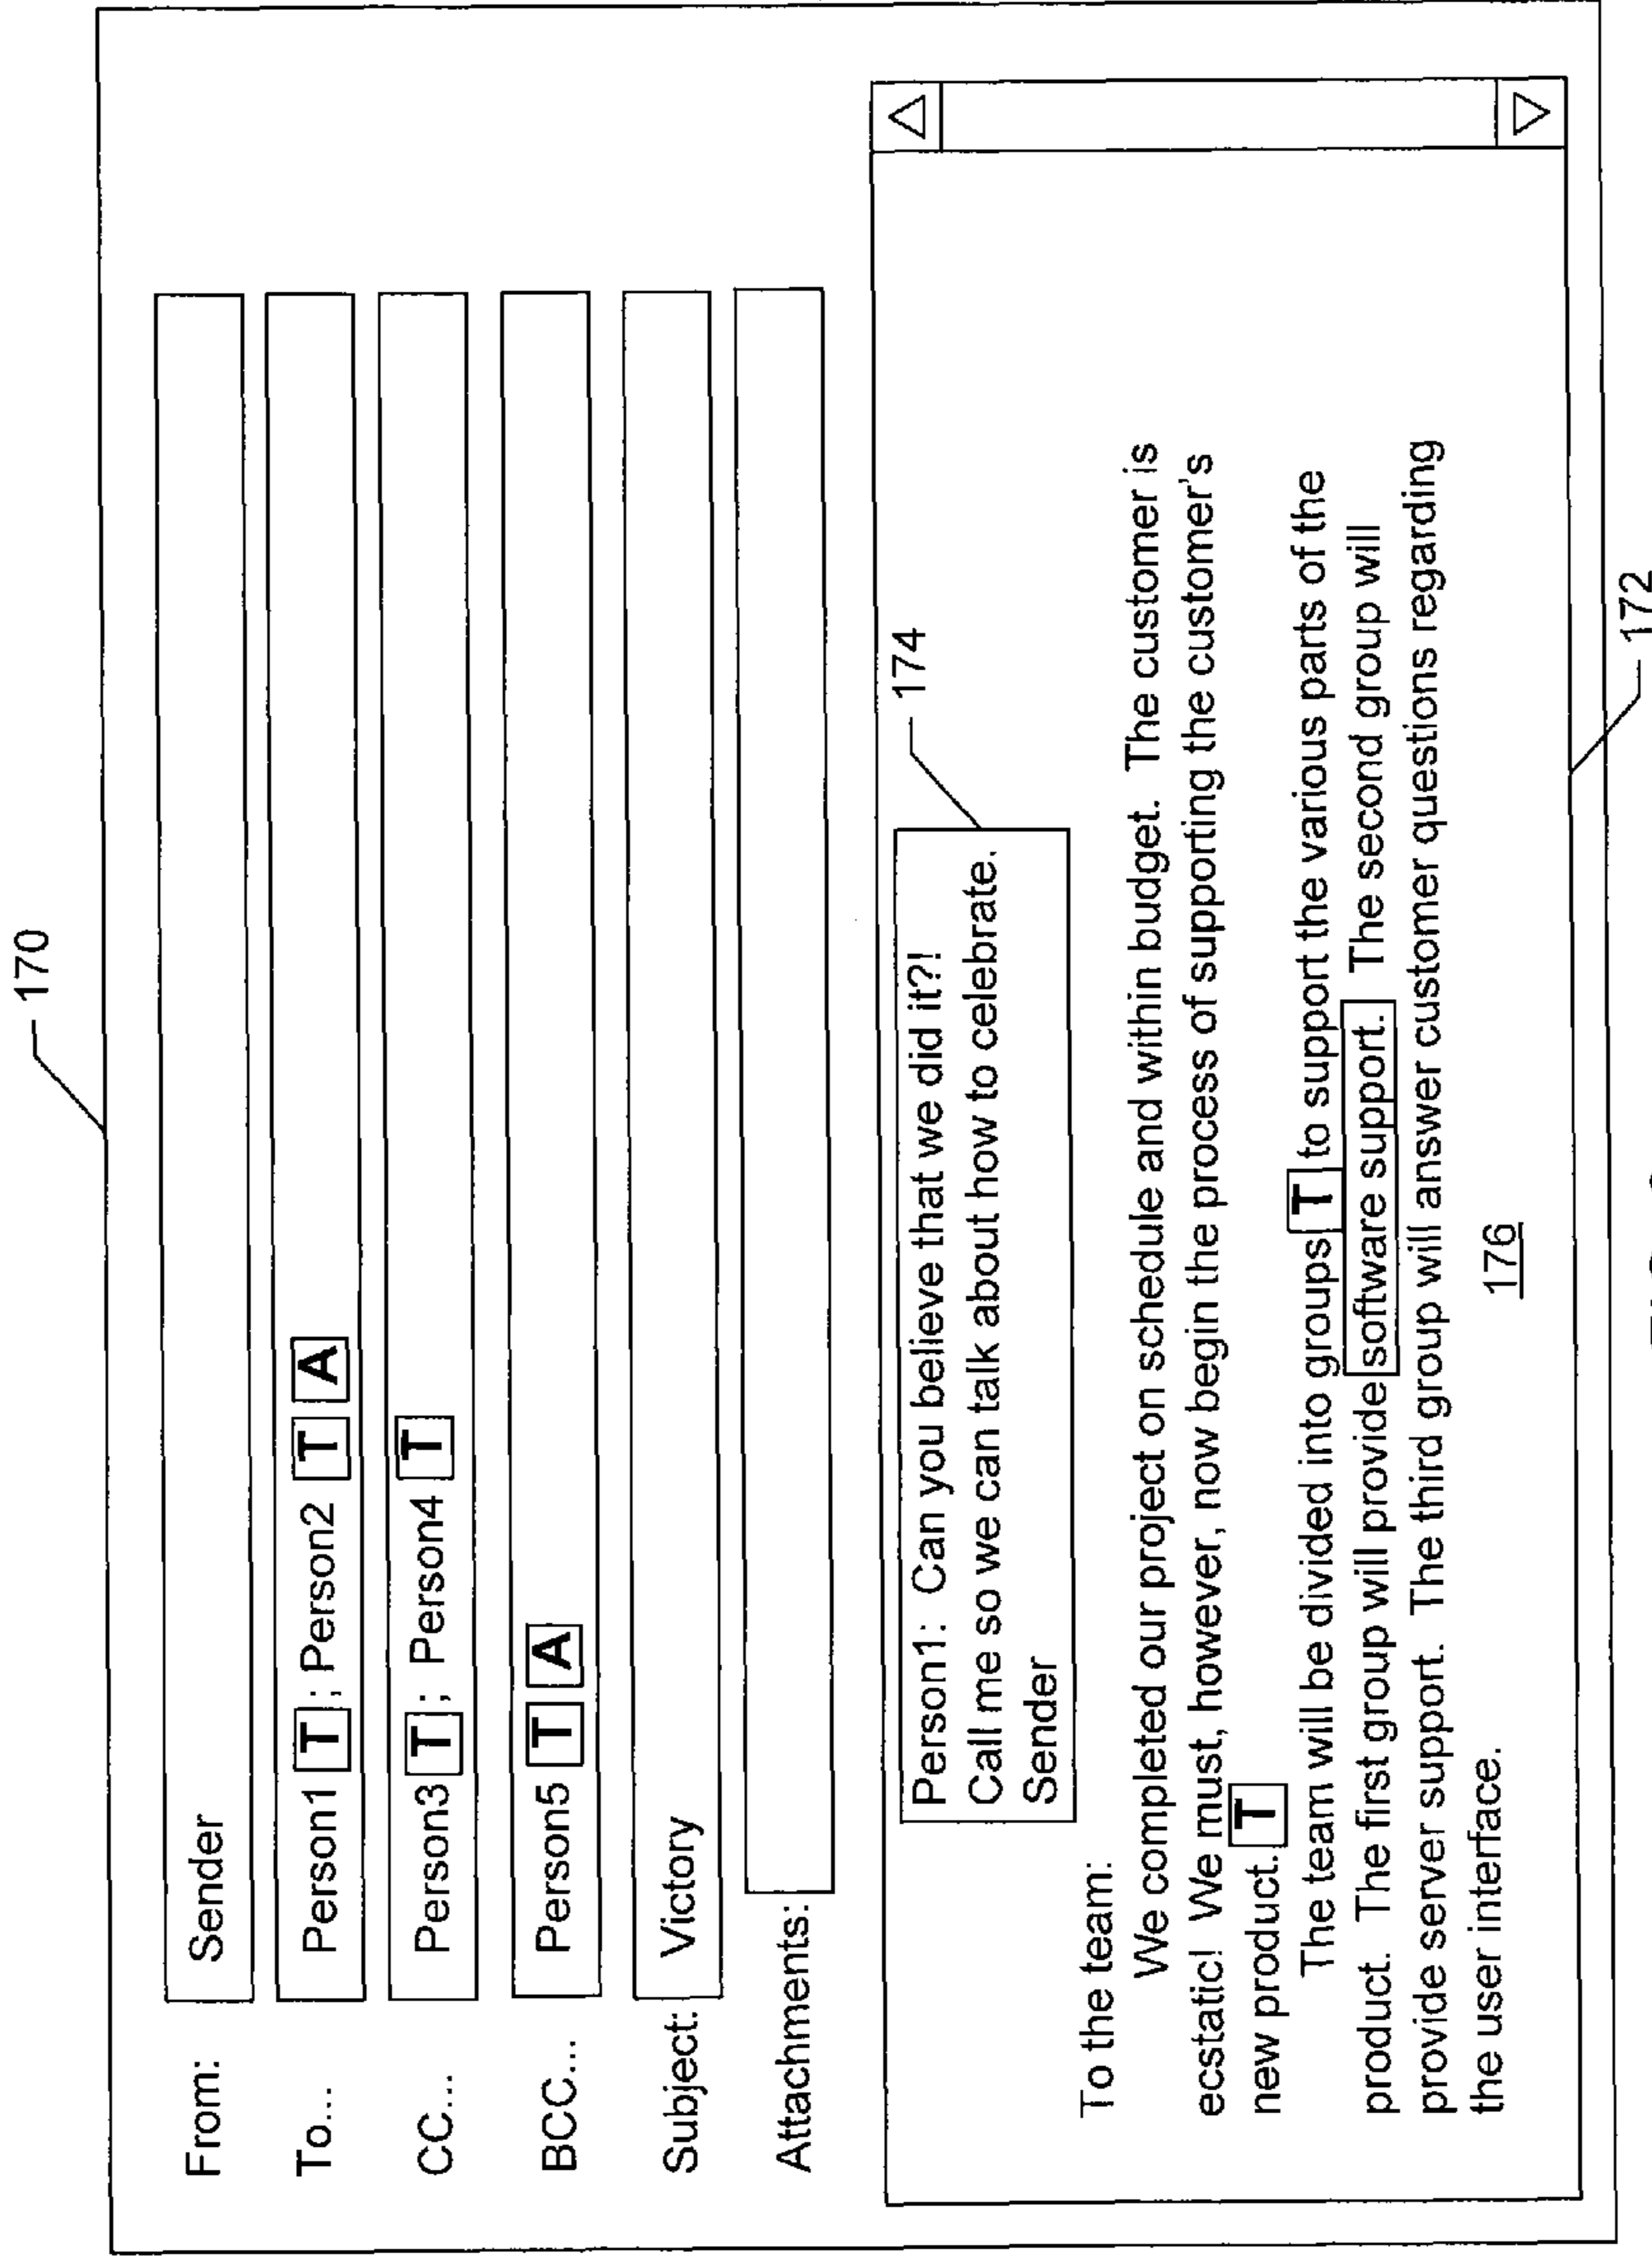 170
From: Sender
To... Person1 T ; Person2 T A
CC... Person3 T ; Person4 T
BCC... Person5 T A
Subject: Victory
Attachments:
174
Person1: Can you believe that we did it?!
Call me so we can talk about how to celebrate.
Sender
To the team:
We completed our project on schedule and within budget. The customer is
ecstatic! We must, however, now begin the process of supporting the customer's
new product. T
The team will be divided into groups T to support the various parts of the
product. The first group will provide software support. The second group will
provide server support. The third group will answer customer questions regarding
the user interface.
176
172